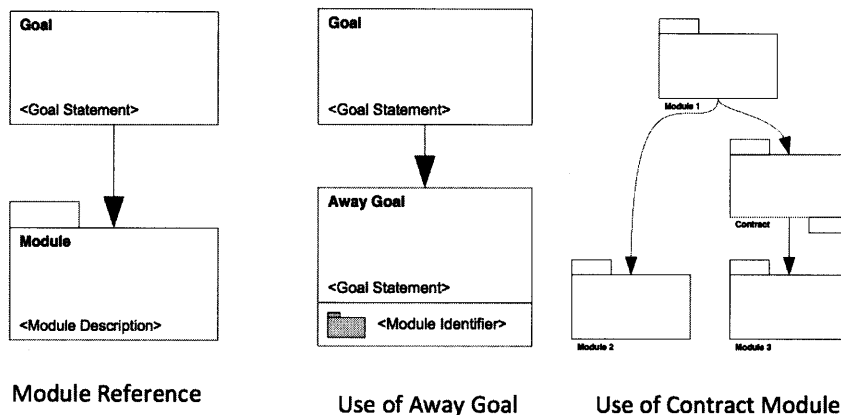 Goal
<Goal Statement>
Module
<Module Description>
Module Reference
Goal
<Goal Statement>
Away Goal
<Goal Statement>
<Module Identifier>
Use of Away Goal
Module 1
Contract
Module 2
Module 3
Use of Contract Module